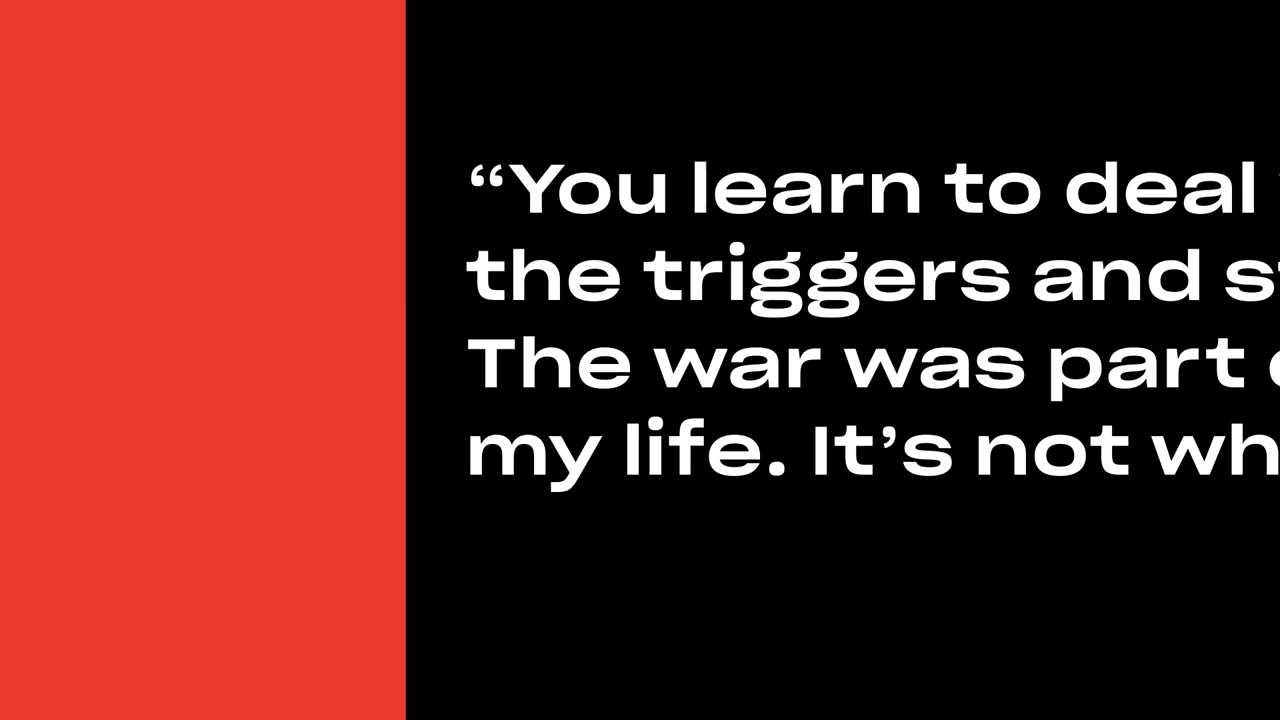 “You learn to deal
the triggers and
The war was part
my life. It’s not